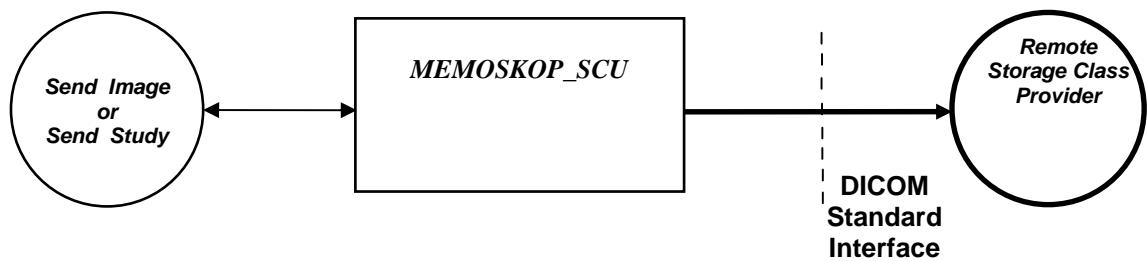 Send Image
or
Send Study
MEMOSKOP_SCU
Remote
Storage Class
Provider
DICOM
Standard
Interface